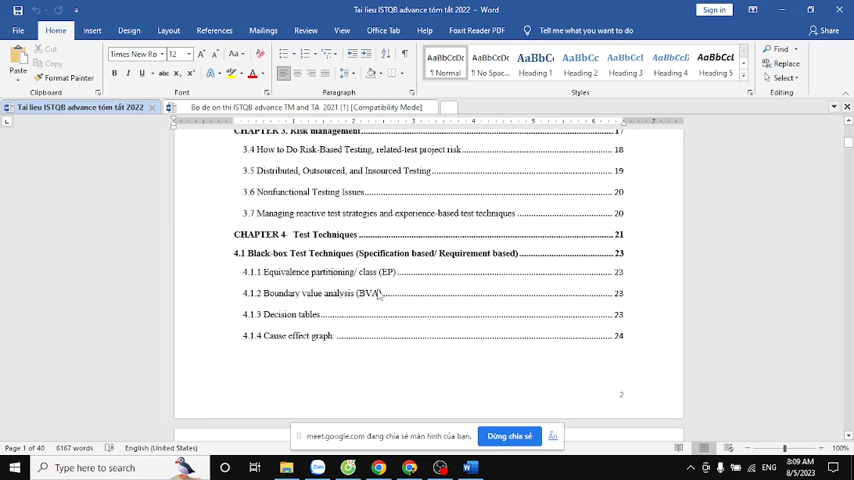 Tai lieu ISTQB advance tóm tắt 2022 - Word
Sign in
File Home Insert Draw Design Layout References Mailings Review View Office Tab Help Foxit Reader PDF Tell me what you want to do Share
Paste
Cut
Copy
Format Painter
Times New Ro 12
Clipboard Font Paragraph Styles Editing
AaBbCcDc AaBbCcDc AaBbC AaBbCc AaBbCc AaBbCcD AaBbCc
¶ Normal ¶ No Spac... Heading 1 Heading 2 Heading 3 Heading 4 Heading 5
Find
Replace
Select
Tai lieu ISTQB advance tóm tắt 2022
Bo de on thi ISTQB advance TM and TA 2021 (1) [Compatibility Mode]
CHAPTER 3. Risk management 17
3.4 How to Do Risk-Based Testing, related-test project risk 18
3.5 Distributed, Outsourced, and Insourced Testing 19
3.6 Nonfunctional Testing Issues 20
3.7 Managing reactive test strategies and experience-based test techniques 20
CHAPTER 4- Test Techniques 21
4.1 Black-box Test Techniques (Specification based/ Requirement based) 23
4.1.1 Equivalence partitioning/ class (EP) 23
4.1.2 Boundary value analysis (BVA) 23
4.1.3 Decision tables 23
4.1.4 Cause effect graph: 24
2
meet.google.com đang chia sẻ màn hình của bạn.
Dừng chia sẻ
Ẩn
Page 1 of 40 6167 words English (United States) 100%
Type here to search
ENG
8:09 AM
8/5/2023